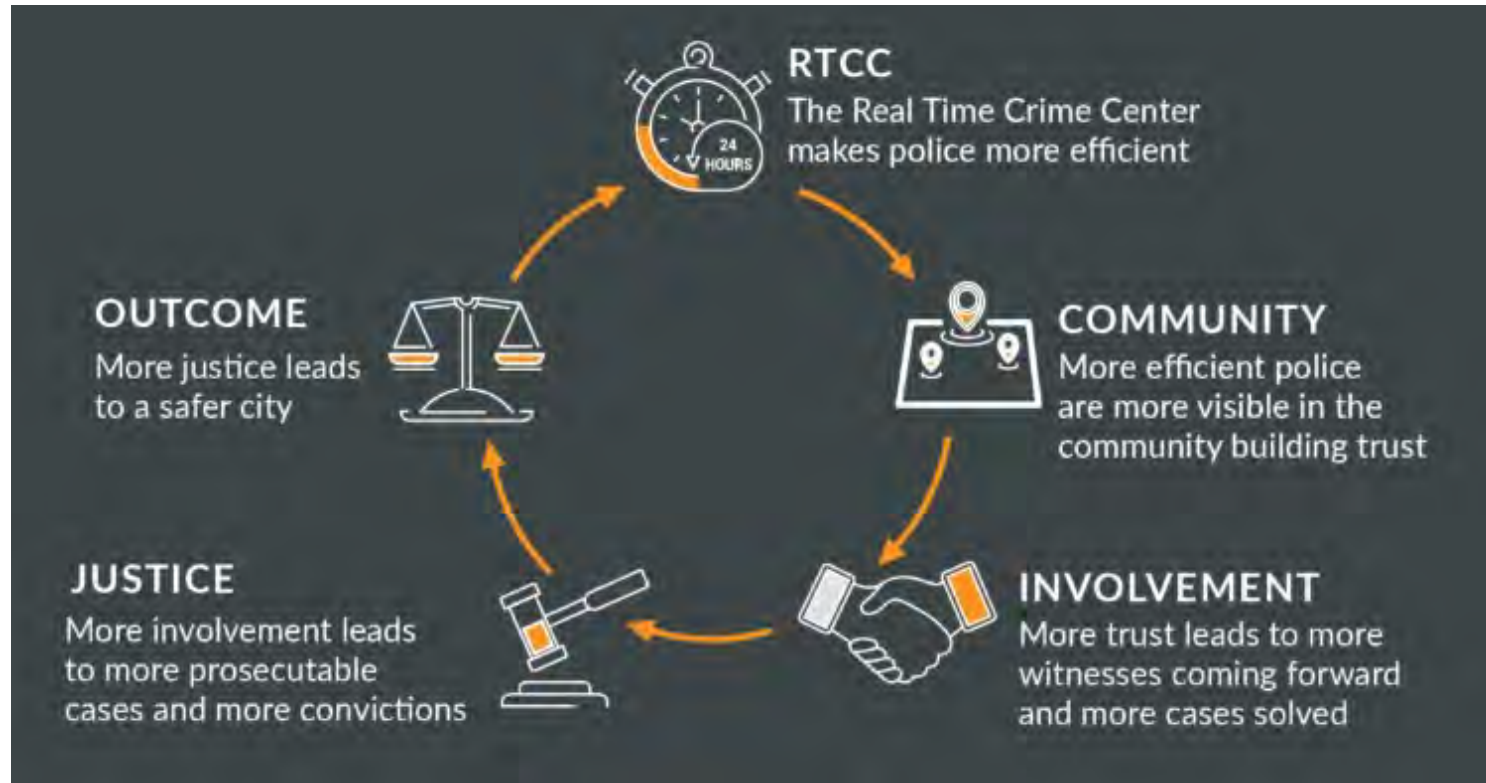 RTCC
The Real Time Crime Center
makes police more efficient
24
HOURS
COMMUNITY
More efficient police
are more visible in the
community building trust
INVOLVEMENT
More trust leads to more
witnesses coming forward
and more cases solved
JUSTICE
More involvement leads
to more prosecutable
cases and more convictions
OUTCOME
More justice leads
to a safer city